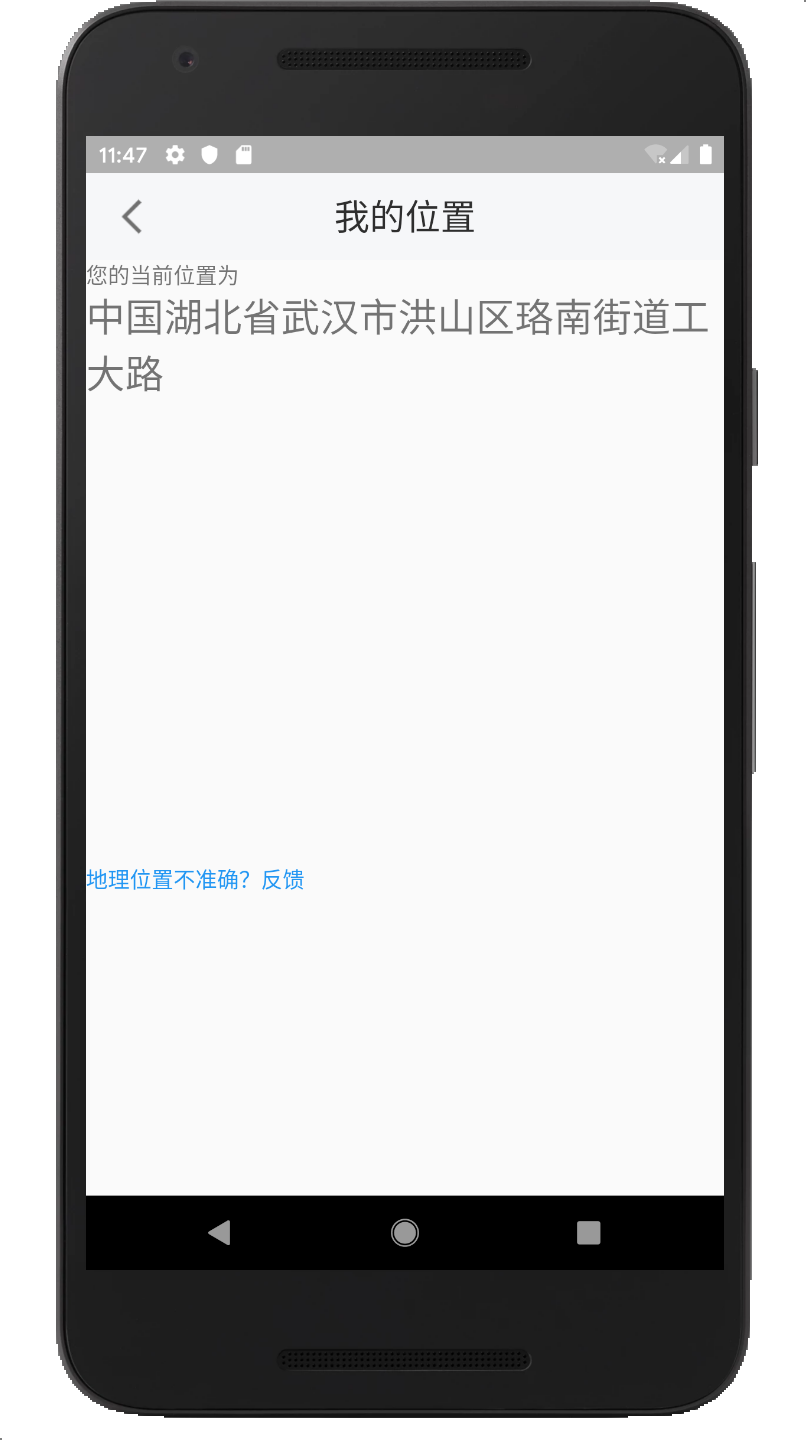 11:47
我的位置
您的当前位置为
中国湖北省武汉市洪山区珞南街道工
大路
地理位置不准确？反馈